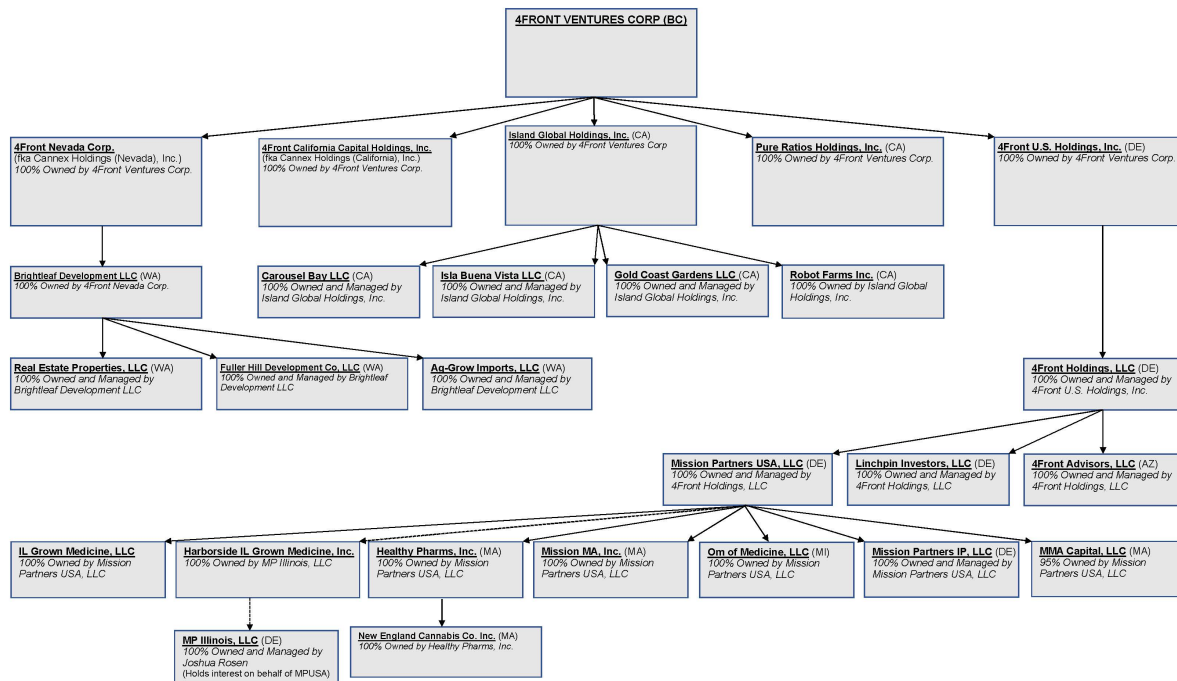 4FRONT VENTURES CORP (BC)
4Front Nevada Corp.
(fka Cannex Holdings (Nevada), Inc.)
100% Owned by 4Front Ventures Corp.
4Front California Capital Holdings, Inc.
(fka Cannex Holdings (California), Inc.)
100% Owned by 4Front Ventures Corp.
Island Global Holdings, Inc. (CA)
100% Owned by 4Front Ventures Corp
Pure Ratios Holdings, Inc. (CA)
100% Owned by 4Front Ventures Corp.
4Front U.S. Holdings, Inc. (DE)
100% Owned by 4Front Ventures Corp.
Brightleaf Development LLC (WA)
100% Owned by 4Front Nevada Corp.
Carousel Bay LLC (CA)
100% Owned and Managed by
Island Global Holdings, Inc.
Isla Buena Vista LLC (CA)
100% Owned and Managed by
Island Global Holdings, Inc.
Gold Coast Gardens LLC (CA)
100% Owned and Managed by
Island Global Holdings, Inc.
Robot Farms Inc. (CA)
100% Owned by Island Global
Holdings, Inc.
Real Estate Properties, LLC (WA)
100% Owned and Managed by
Brightleaf Development LLC
Fuller Hill Development Co, LLC (WA)
100% Owned and Managed by Brightleaf
Development LLC
Ag-Grow Imports, LLC (WA)
100% Owned and Managed by
Brightleaf Development LLC
4Front Holdings, LLC (DE)
100% Owned and Managed by
4Front U.S. Holdings, Inc.
Mission Partners USA, LLC (DE)
100% Owned and Managed by
4Front Holdings, LLC
Linchpin Investors, LLC (DE)
100% Owned and Managed by
4Front Holdings, LLC
4Front Advisors, LLC (AZ)
100% Owned and Managed by
4Front Holdings, LLC
IL Grown Medicine, LLC
100% Owned by Mission
Partners USA, LLC
Harborside IL Grown Medicine, Inc.
100% Owned by MP Illinois, LLC
Healthy Pharms, Inc. (MA)
100% Owned by Mission
Partners USA, LLC
Mission MA, Inc. (MA)
100% Owned by Mission
Partners USA, LLC
Om of Medicine, LLC (MI)
100% Owned by Mission
Partners USA, LLC
Mission Partners IP, LLC (DE)
100% Owned and Managed by
Mission Partners USA, LLC
MMA Capital, LLC (MA)
95% Owned by Mission
Partners USA, LLC
MP Illinois, LLC (DE)
100% Owned and Managed by
Joshua Rosen
(Holds interest on behalf of MPUSA)
New England Cannabis Co. Inc. (MA)
100% Owned by Healthy Pharms, Inc.